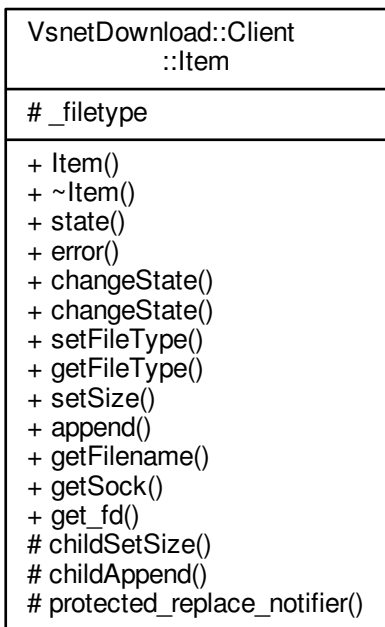 VsnetDownload::Client
::Item
# _filetype
+ Item()
+ ~Item()
+ state()
+ error()
+ changeState()
+ changeState()
+ setFileType()
+ getFileType()
+ setSize()
+ append()
+ getFilename()
+ getSock()
+ get_fd()
# childSetSize()
# childAppend()
# protected_replace_notifier()